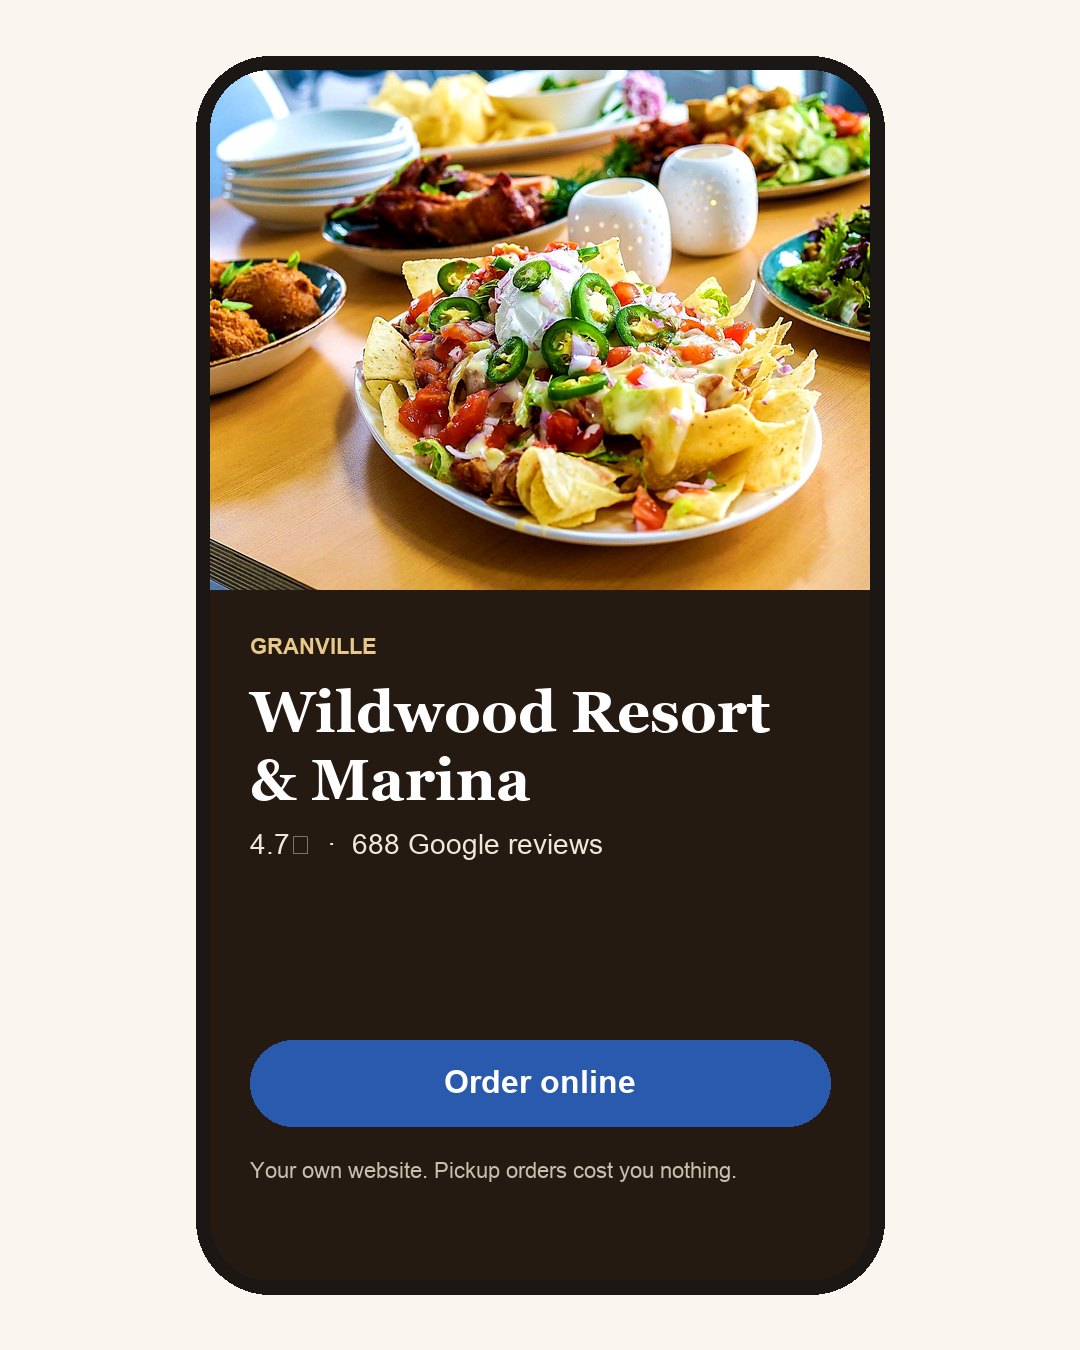 GRANVILLE
Wildwood Resort
& Marina
4.7□ · 688 Google reviews
Order online
Your own website. Pickup orders cost you nothing.